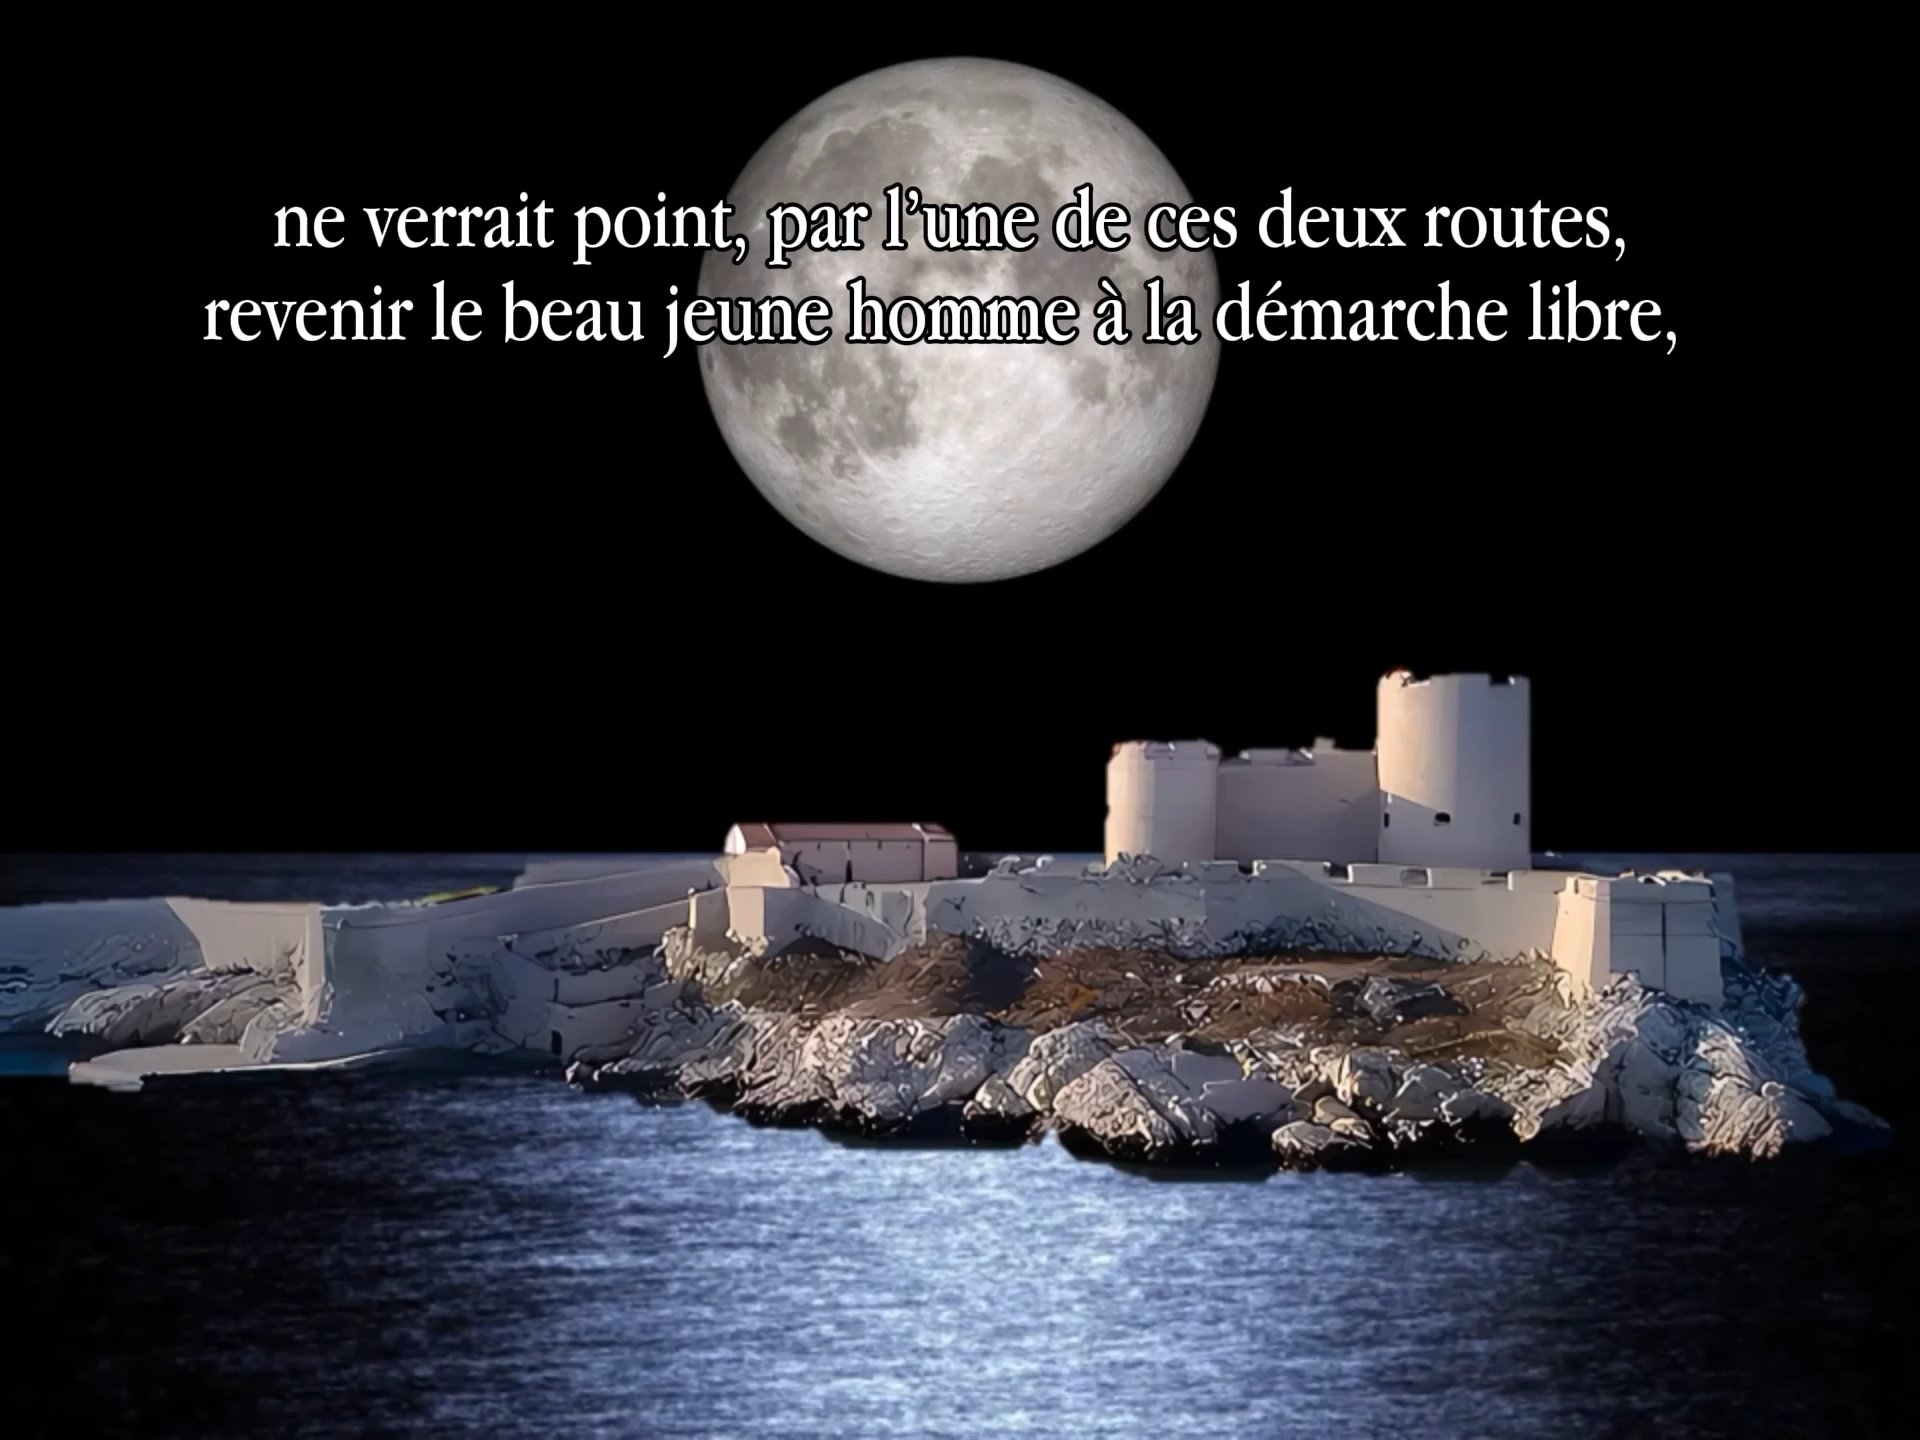 ne verrait point, par l’une de ces deux routes,
revenir le beau jeune homme à la démarche libre,